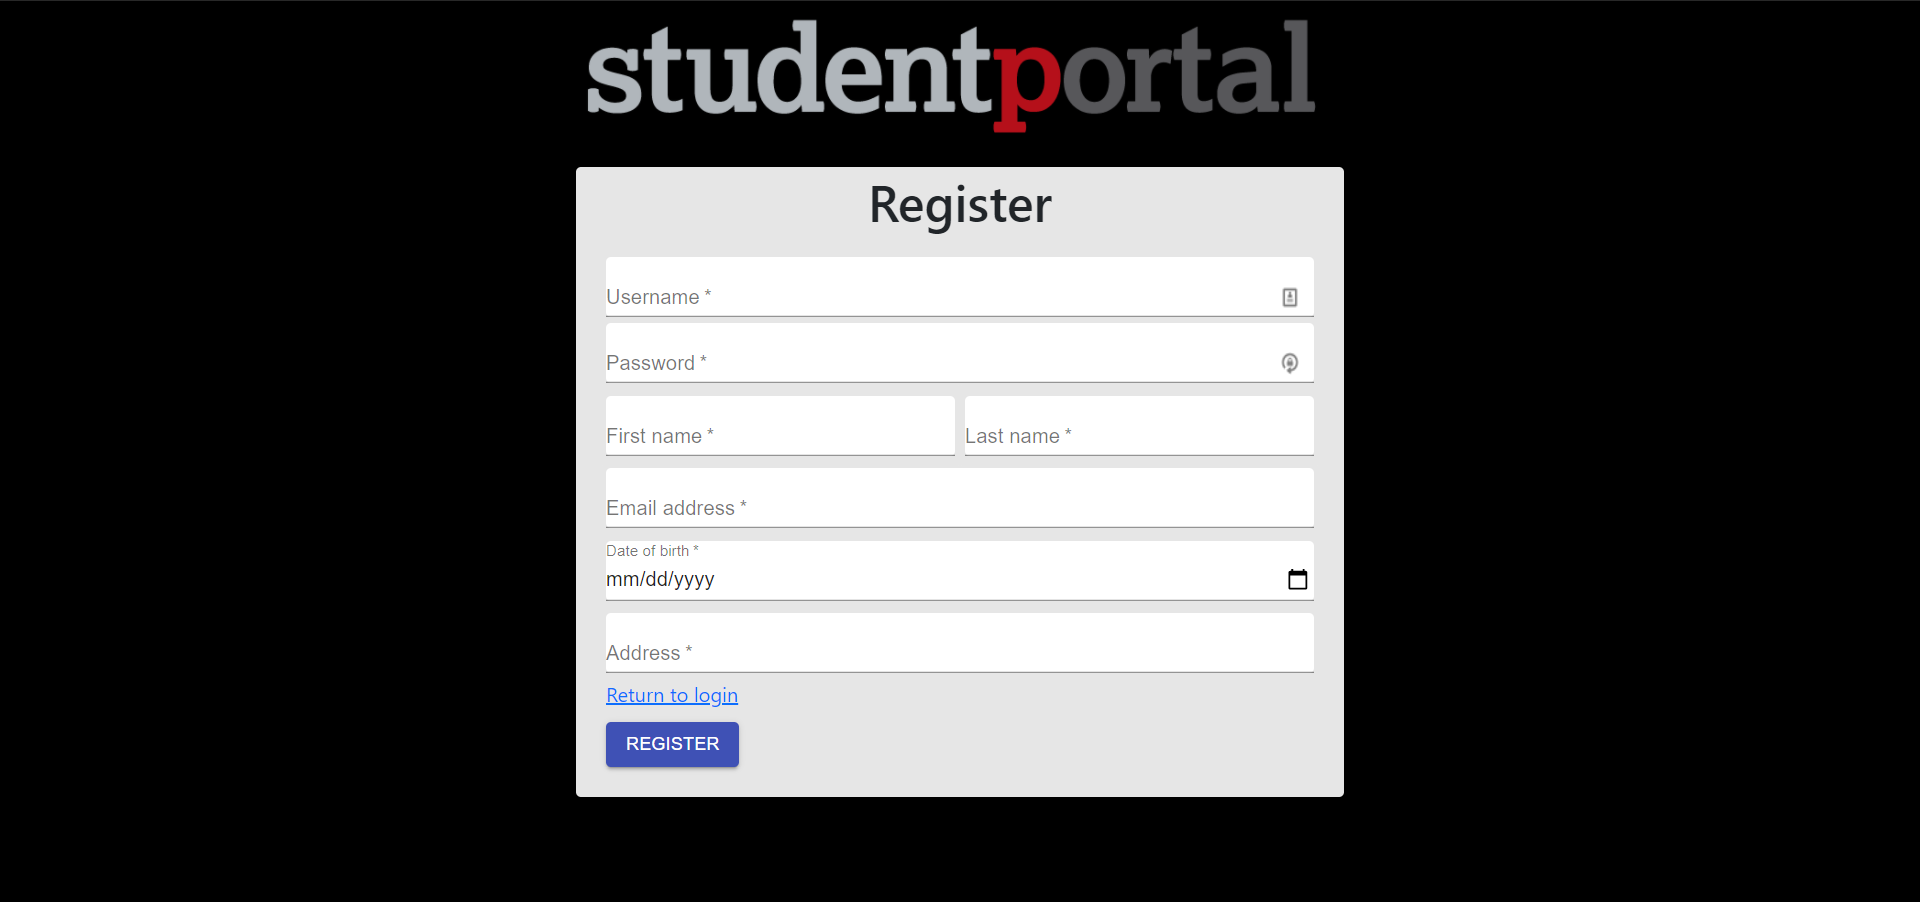 studentportal
Register
Username *
Password *
First name * Last name *
Email address *
Date of birth *
mm/dd/yyyy
Address *
Return to login
REGISTER